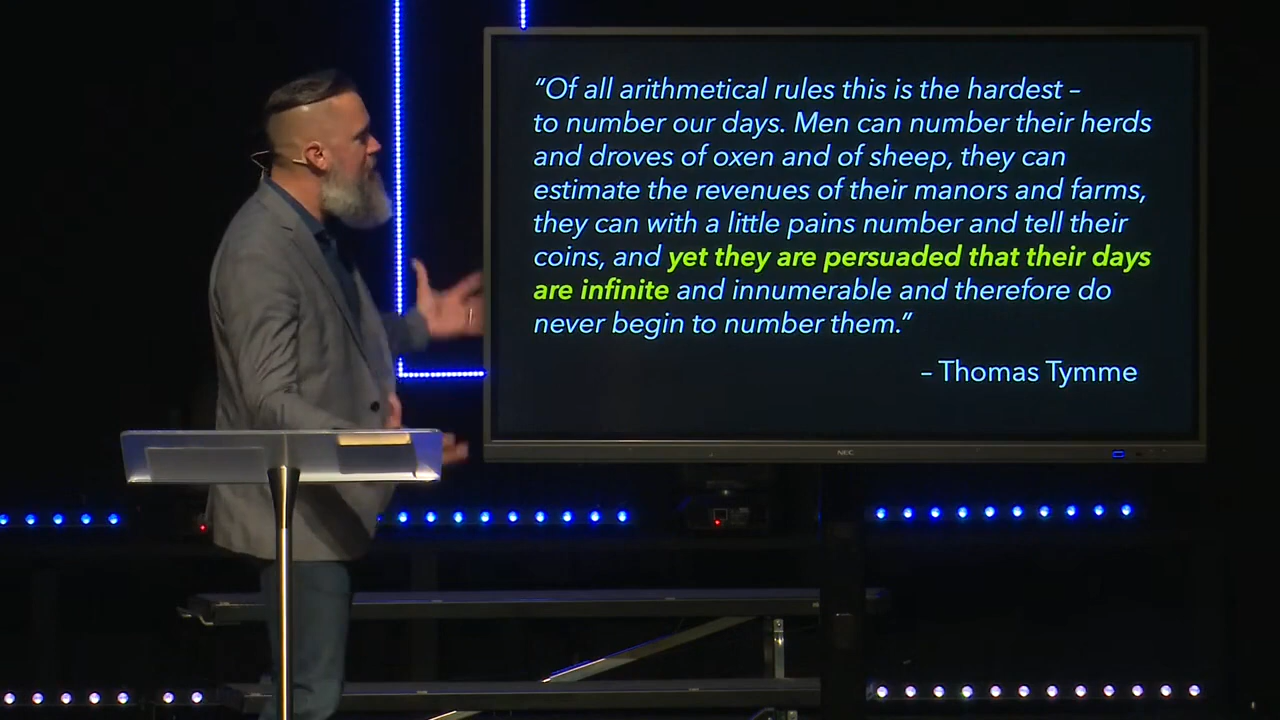 “Of all arithmetical rules this is the hardest –
to number our days. Men can number their herds
and droves of oxen and of sheep, they can
estimate the revenues of their manors and farms,
they can with a little pains number and tell their
coins, and yet they are persuaded that their days
are infinite and innumerable and therefore do
never begin to number them.”
– Thomas Tymme
NEC